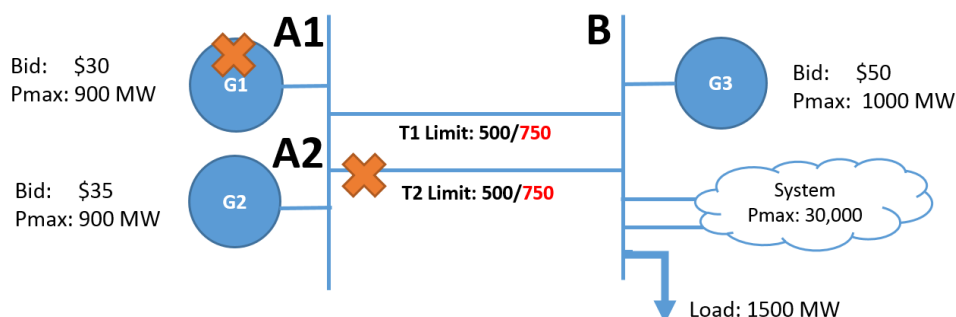 A1
Bid: $30
Pmax: 900 MW
G1
A2
Bid: $35
Pmax: 900 MW
G2
T1 Limit: 500/750
T2 Limit: 500/750
B
G3
Bid: $50
Pmax: 1000 MW
System
Pmax: 30,000
Load: 1500 MW